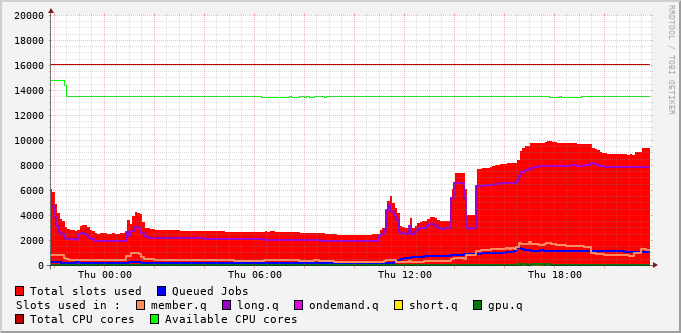 RRDTOOL / TOBI OETIKER
20000
18000
16000
14000
12000
10000
8000
6000
4000
2000
0
Thu 00:00 Thu 06:00 Thu 12:00 Thu 18:00
Total slots used Queued Jobs
Slots used in : member.q long.q ondemand.q short.q gpu.q
Total CPU cores Available CPU cores